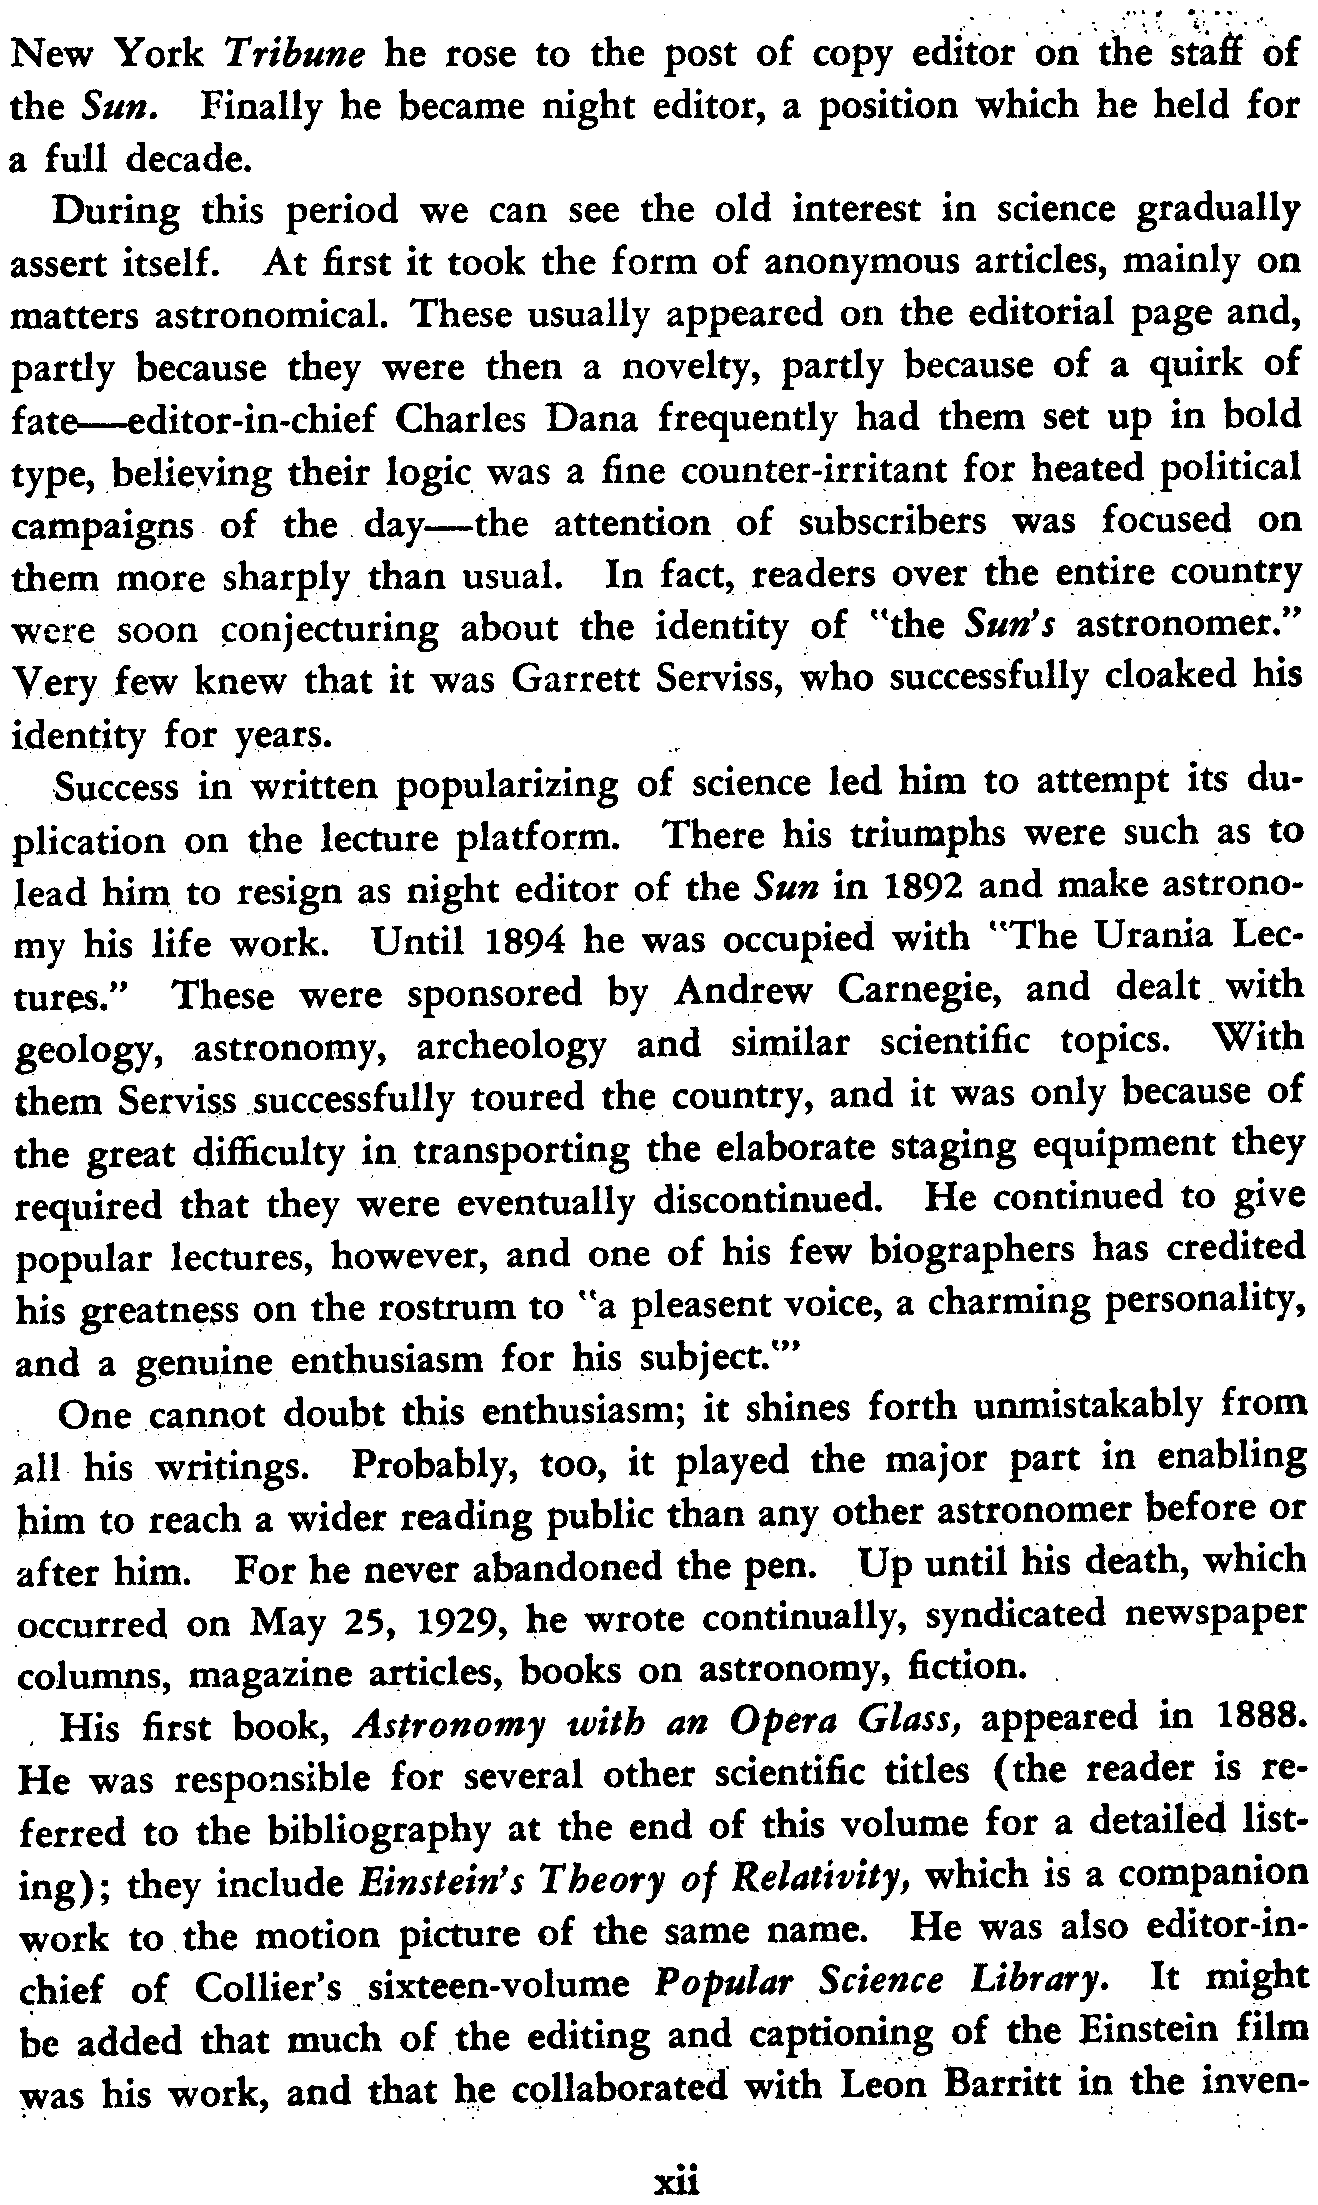 New York Tribune he rose to the post of copy editor on the staff of
the Sun. Finally he became night editor, a position which he held for
a full decade.
During this period we can see the old interest in science gradually
assert itself. At first it took the form of anonymous articles, mainly on
matters astronomical. These usually appeared on the editorial page and,
partly because they were then a novelty, partly because of a quirk of
fate—editor-in-chief Charles Dana frequently had them set up in bold
type, believing their logic was a fine counter-irritant for heated political
campaigns of the day—the attention of subscribers was focused on
them more sharply than usual. In fact, readers over the entire country
were soon conjecturing about the identity of "the Sun's astronomer."
Very few knew that it was Garrett Serviss, who successfully cloaked his
identity for years.
Success in written popularizing of science led him to attempt its du-
plication on the lecture platform. There his triumphs were such as to
lead him to resign as night editor of the Sun in 1892 and make astrono-
my his life work. Until 1894 he was occupied with "The Urania Lec-
tures." These were sponsored by Andrew Carnegie, and dealt with
geology, astronomy, archeology and similar scientific topics. With
them Serviss successfully toured the country, and it was only because of
the great difficulty in transporting the elaborate staging equipment they
required that they were eventually discontinued. He continued to give
popular lectures, however, and one of his few biographers has credited
his greatness on the rostrum to "a pleasent voice, a charming personality,
and a genuine enthusiasm for his subject.'"
One cannot doubt this enthusiasm; it shines forth unmistakably from
all his writings. Probably, too, it played the major part in enabling
him to reach a wider reading public than any other astronomer before or
after him. For he never abandoned the pen. Up until his death, which
occurred on May 25, 1929, he wrote continually, syndicated newspaper
columns, magazine articles, books on astronomy, fiction.
His first book, Astronomy with an Opera Glass, appeared in 1888.
He was responsible for several other scientific titles (the reader is re-
ferred to the bibliography at the end of this volume for a detailed list-
ing); they include Einstein's Theory of Relativity, which is a companion
work to the motion picture of the same name. He was also editor-in-
chief of Collier's sixteen-volume Popular Science Library. It might
be added that much of the editing and captioning of the Einstein film
was his work, and that he collaborated with Leon Barritt in the inven-
xii